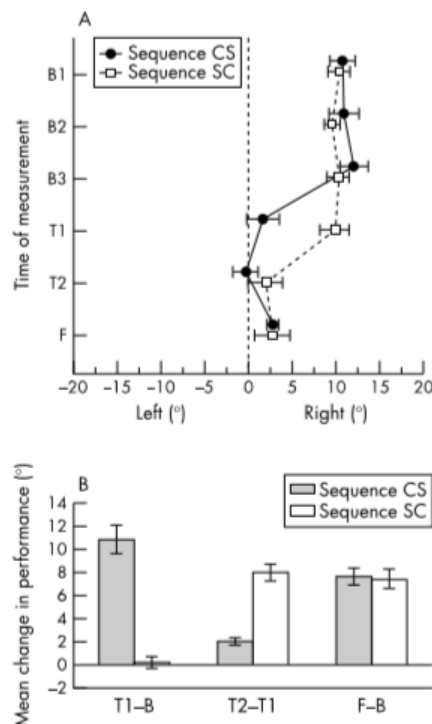 A
Sequence CS
Sequence SC
Time of measurement
B1
B2
B3
T1
T2
F
−20 −15 −10 −5 0 5 10 15 20
Left (°) Right (°)
B
Sequence CS
Sequence SC
Mean change in performance (°)
14
12
10
8
6
4
2
0
−2
T1–B T2–T1 F–B